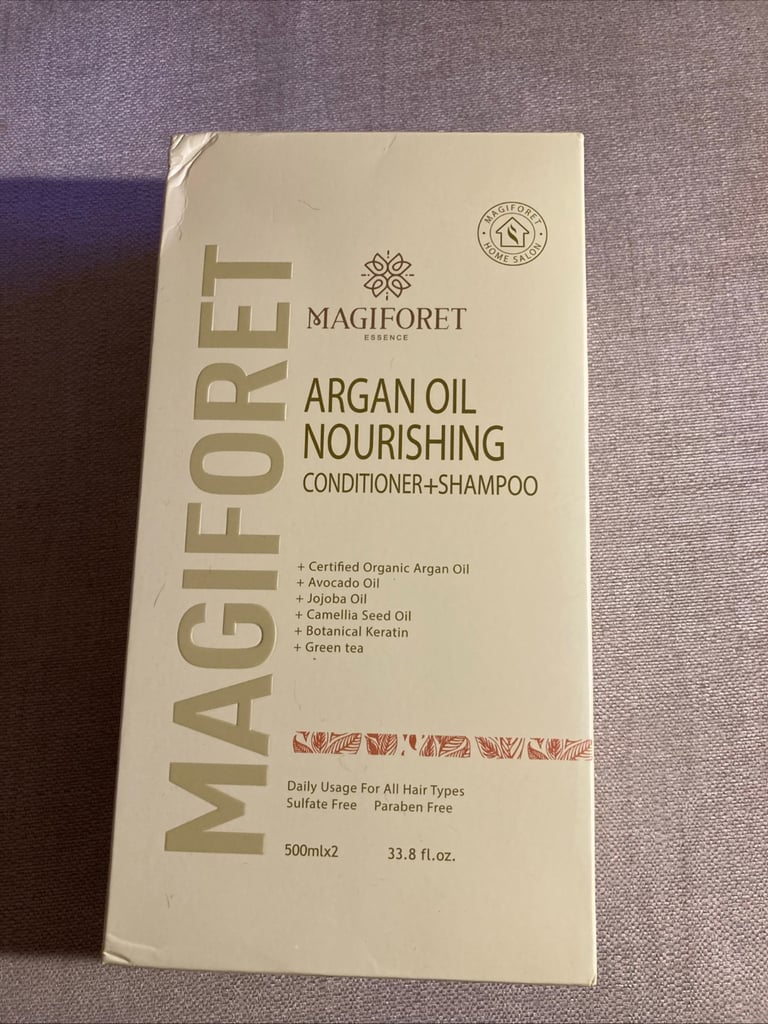 MAGIFORET
HOME SALON
MAGIFORET
MAGIFORET
ESSENCE
ARGAN OIL
NOURISHING
CONDITIONER+SHAMPOO
+ Certified Organic Argan Oil
+ Avocado Oil
+ Jojoba Oil
+ Camellia Seed Oil
+ Botanical Keratin
+ Green tea
Daily Usage For All Hair Types
Sulfate Free Paraben Free
500mlx2 33.8 fl.oz.